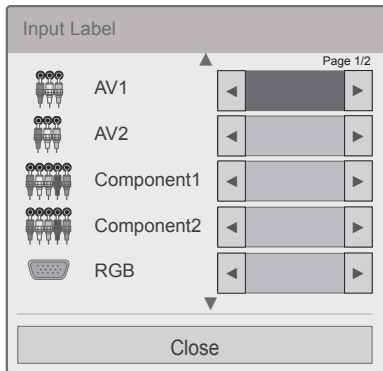 Input Label
Page 1/2
AV1
AV2
Component1
Component2
RGB
Close